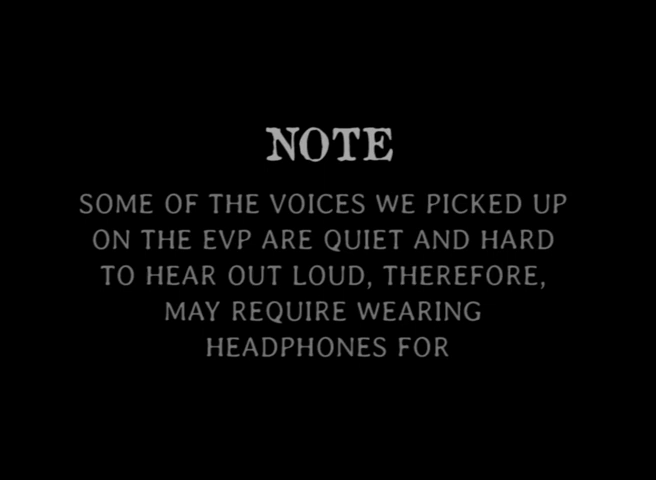 NOTE
SOME OF THE VOICES WE PICKED UP
ON THE EVP ARE QUIET AND HARD
TO HEAR OUT LOUD, THEREFORE,
MAY REQUIRE WEARING
HEADPHONES FOR